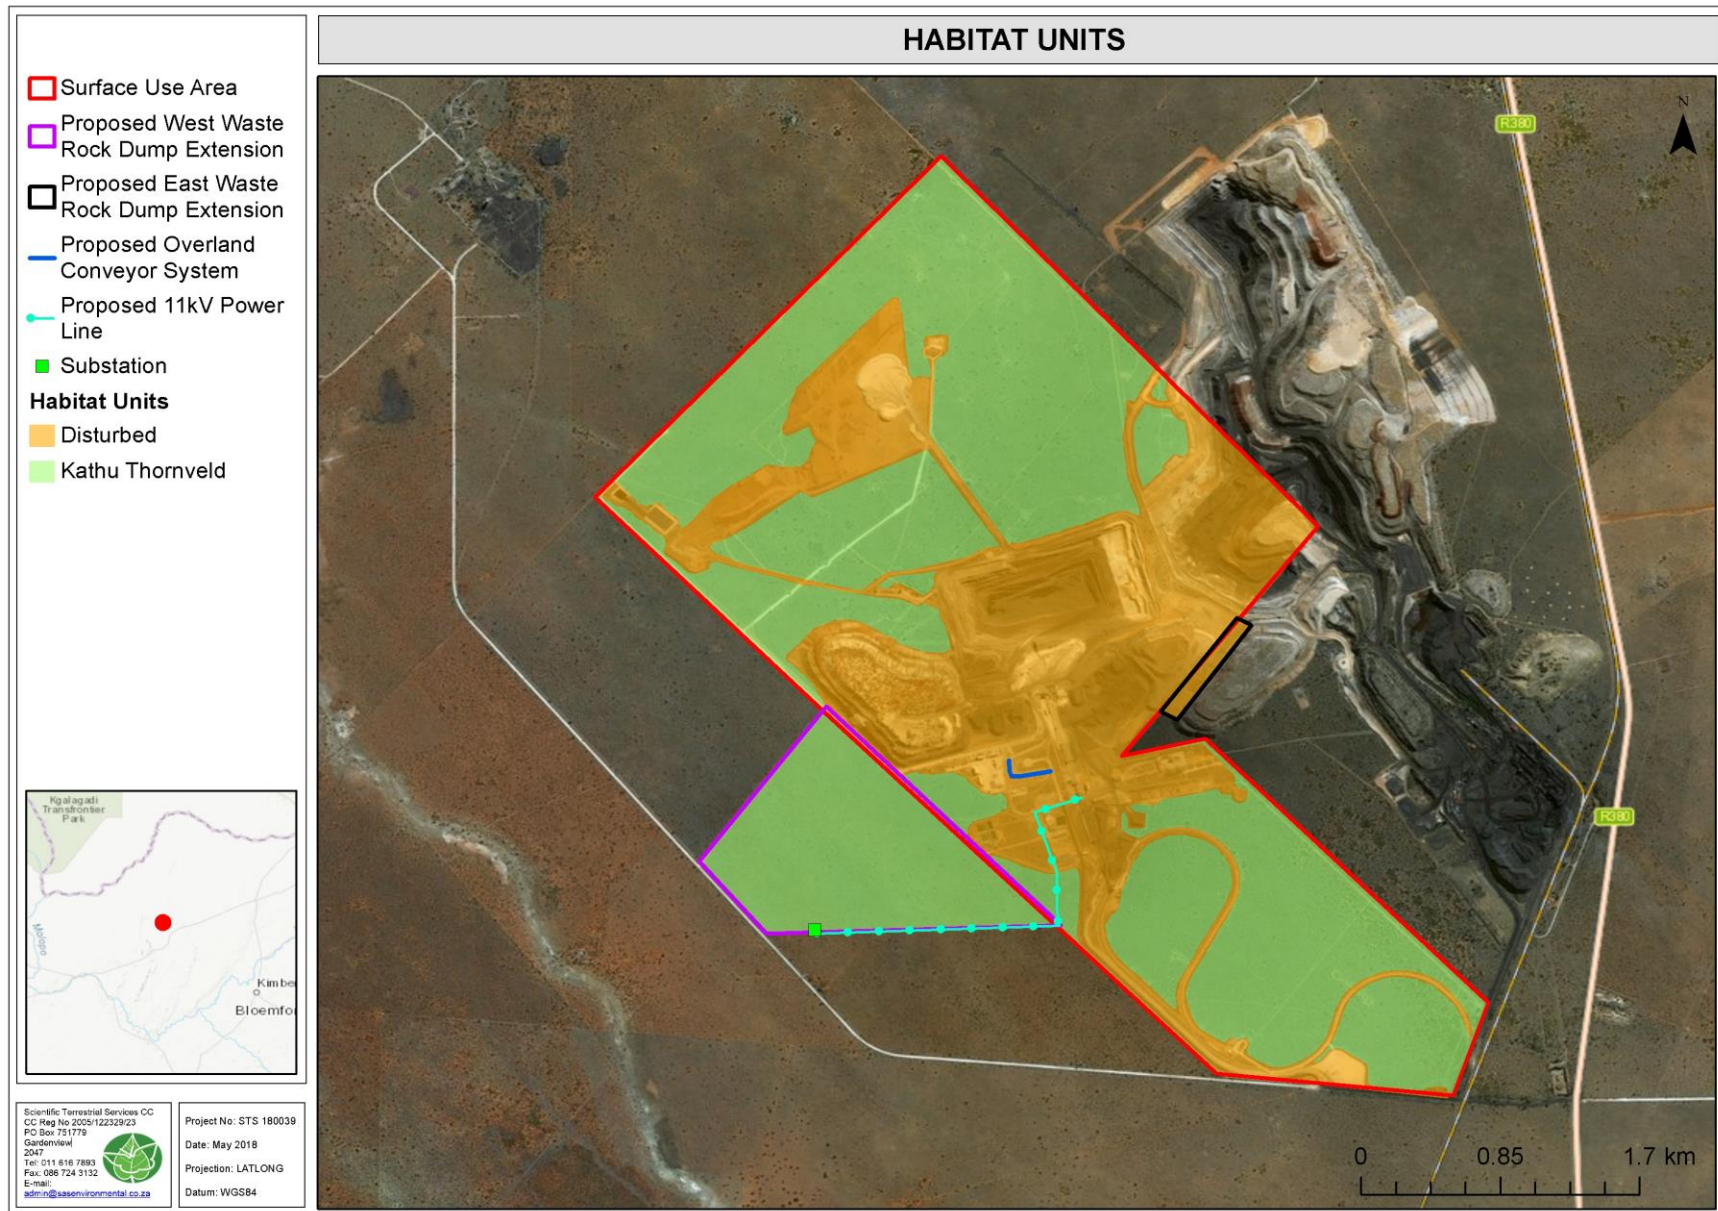 HABITAT UNITS
Surface Use Area
Proposed West Waste
Rock Dump Extension
Proposed East Waste
Rock Dump Extension
Proposed Overland
Conveyor System
Proposed 11kV Power
Line
Substation
Habitat Units
Disturbed
Kathu Thornveld
N
R380
R380
0 0.85 1.7 km
Kgalagadi
Transfrontier
Park
Molopo
Kimbe
Bloemfo
Scientific Terrestrial Services CC
CC Reg No 2005/122329/23
PO Box 751779
Gardenview
2047
Tel: 011 616 7893
Fax: 086 724 3132
E-mail:
admin@sasenvironmental.co.za
Project No: STS 180039
Date: May 2018
Projection: LATLONG
Datum: WGS84